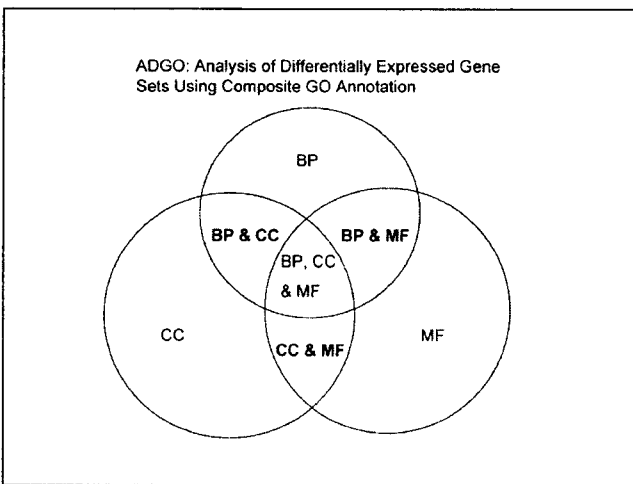 ADGO: Analysis of Differentially Expressed Gene
Sets Using Composite GO Annotation
BP
BP & CC
BP & MF
BP, CC
& MF
CC
MF
CC & MF